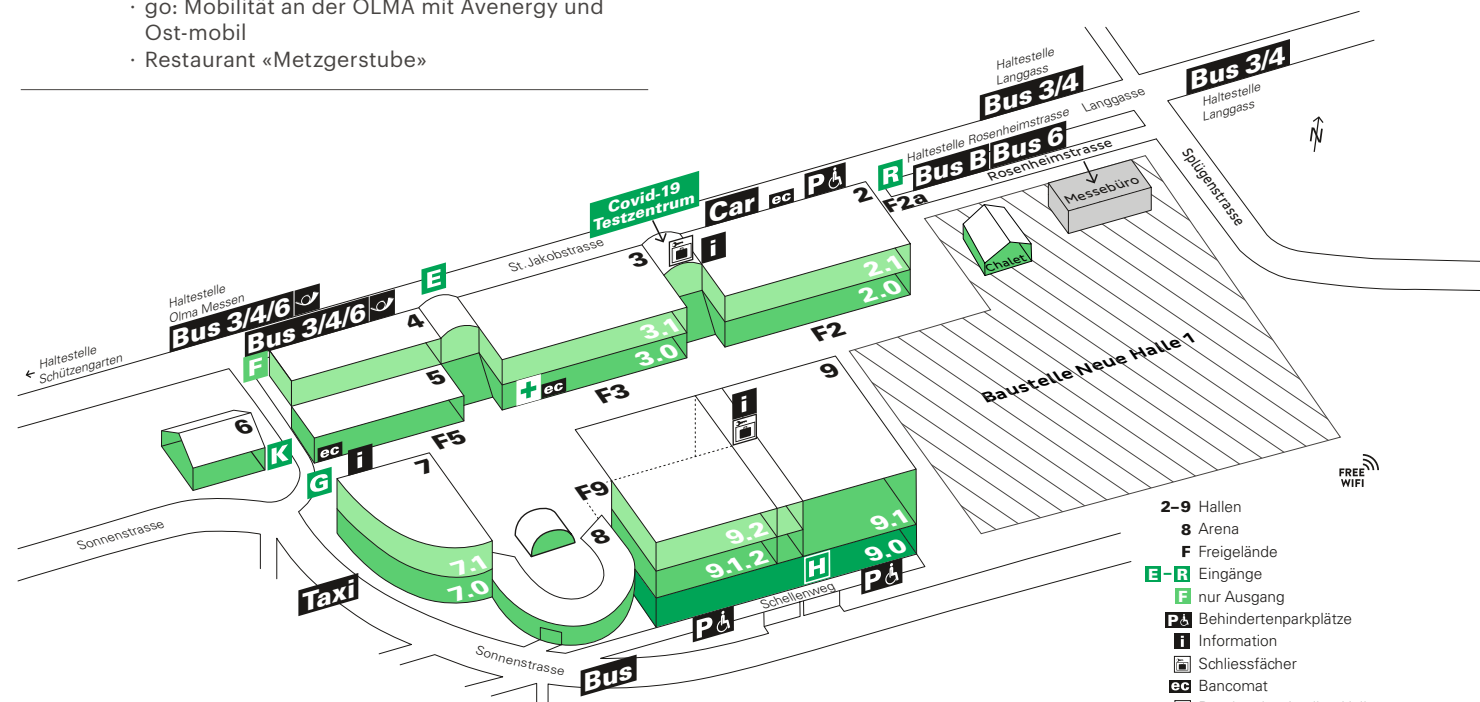 · go: Mobilität an der OLMA mit Avenergy und
Ost-mobil
· Restaurant «Metzgerstube»
Haltestelle
Langgass
Bus 3/4
Bus 3/4
Haltestelle
Langgass
Langgasse
Haltestelle Rosenheimstrasse
R
Bus B
Bus 6
Rosenheimstrasse
N
Splügenstrasse
Messebüro
Chalet
Covid-19
Testzentrum
Car
ec
P
2
F2a
i
3
St. Jakobstrasse
E
2.1
2.0
F2
Haltestelle
Olma Messen
Bus 3/4/6
Bus 3/4/6
4
3.1
3.0
F
← Haltestelle
Schützengarten
5
ec
F3
9
Baustelle Neue Halle 1
6
K
ec
i
F5
i
7
G
F9
8
9.2
9.1
9.1.2
9.0
H
P
7.1
7.0
Sonnenstrasse
Taxi
Schellenweg
P
Sonnenstrasse
Bus
FREE
WIFI
2–9 Hallen
8 Arena
F Freigelände
E–R Eingänge
F nur Ausgang
P Behindertenparkplätze
i Information
Schliessfächer
ec Bancomat